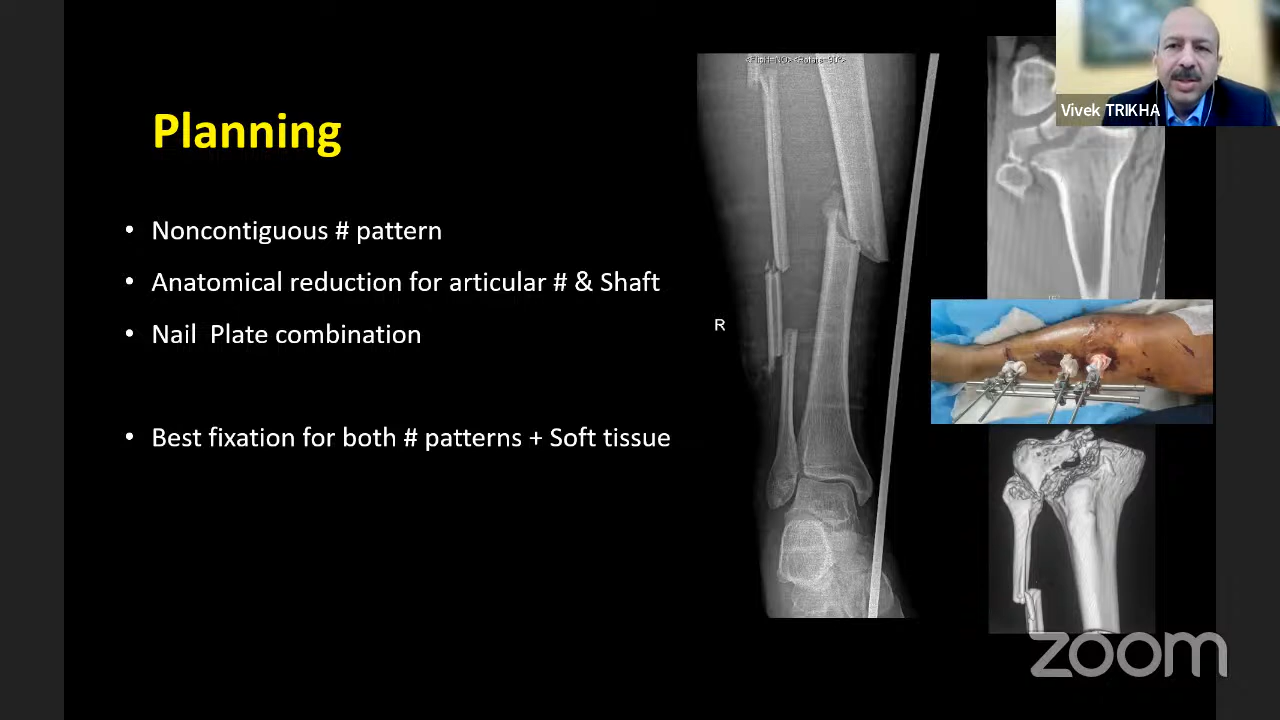 Planning
• Noncontiguous # pattern
• Anatomical reduction for articular # & Shaft
• Nail Plate combination
• Best fixation for both # patterns + Soft tissue
R
Vivek TRIKHA
zoom